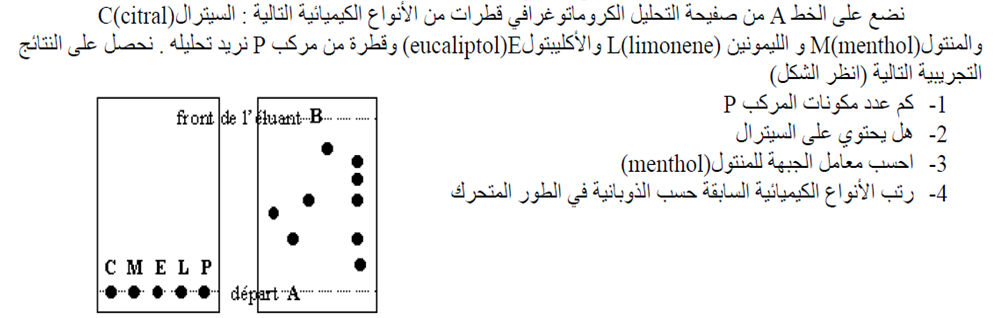 نضع على الخط A من صفيحة التحليل الكروماتوغرافي قطرات من الأنواع الكيميائية التالية : السيترال(citral)C
والمنتول(menthol)M و الليمونين (limonene)L والأكليبتولE(eucaliptol) وقطرة من مركب P نريد تحليله . نحصل على النتائج
التجريبية التالية (انظر الشكل)
1- كم عدد مكونات المركب P
2- هل يحتوي على السيترال
3- احسب معامل الجبهة للمنتول(menthol)
4- رتب الأنواع الكيميائية السابقة حسب الذوبانية في الطور المتحرك
front de l'éluant B
C M E L P
départ A